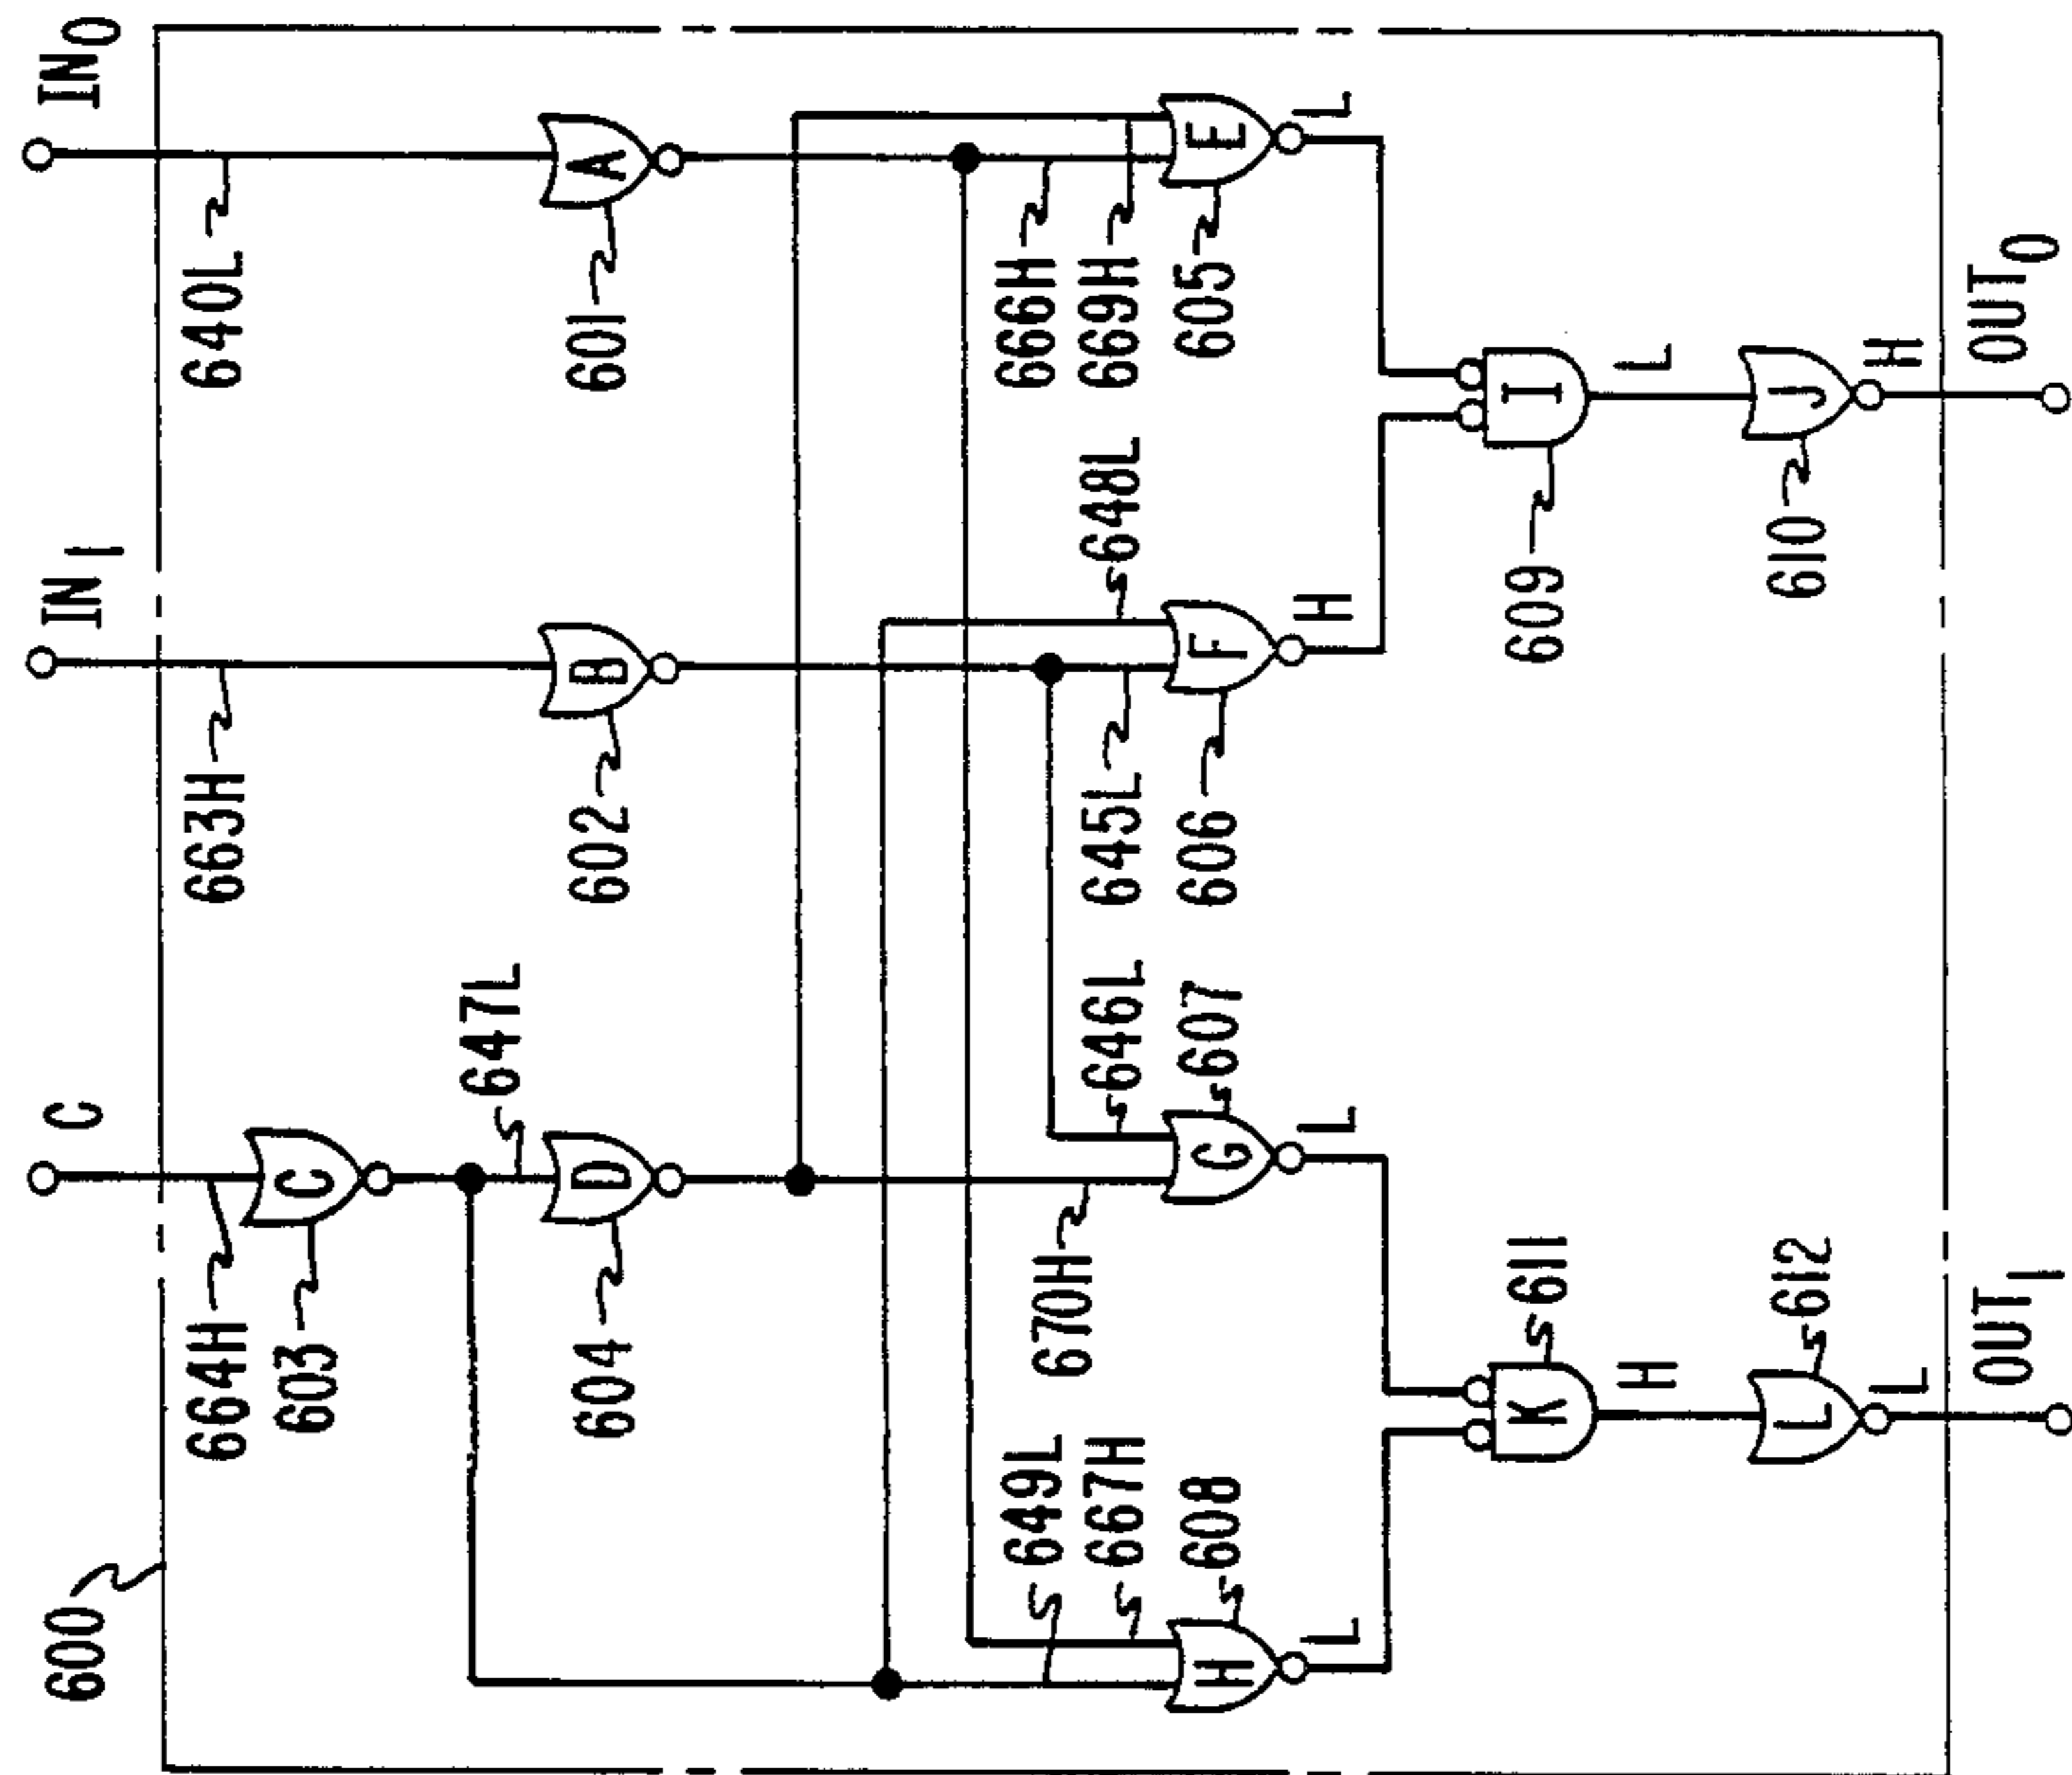 600
C
IN1
IN0
664H
663H
640L
603
C
647L
604
D
602
B
601
A
649L
670H
666H
667H
646L
645L
648L
669H
H
608
G
607
606
F
605
E
L
L
H
L
K
611
609
I
H
L
L
612
610
J
L
H
OUT1
OUT0